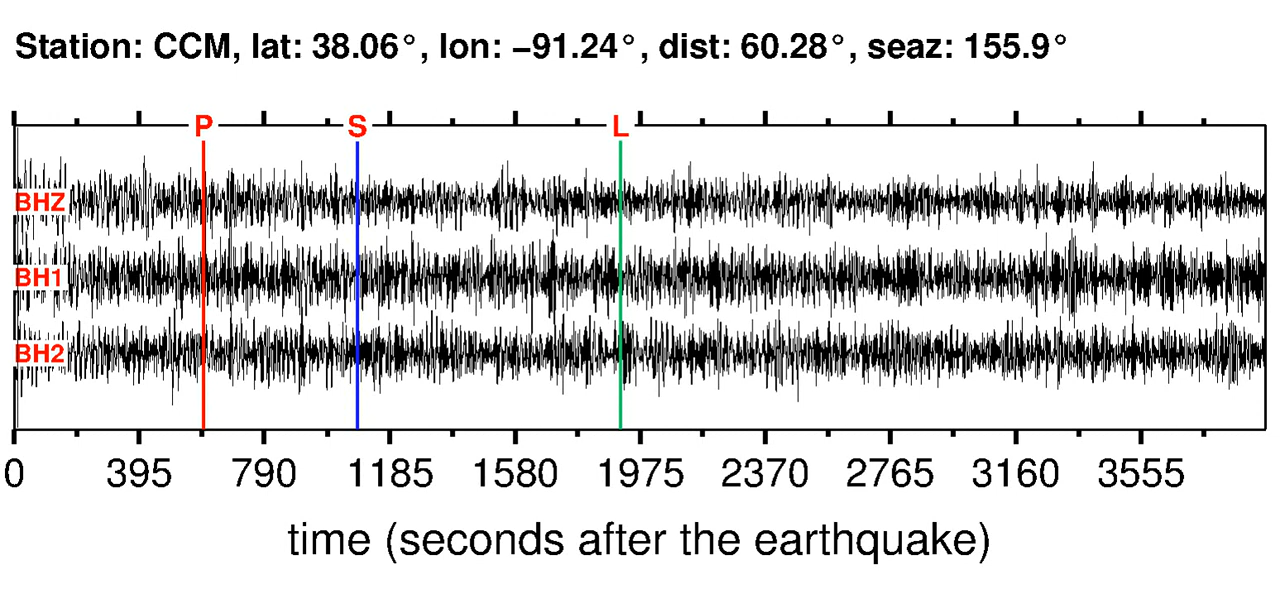 Station: CCM, lat: 38.06°, lon: −91.24°, dist: 60.28°, seaz: 155.9°
P S L
BHZ
BH1
BH2
0 395 790 1185 1580 1975 2370 2765 3160 3555
time (seconds after the earthquake)